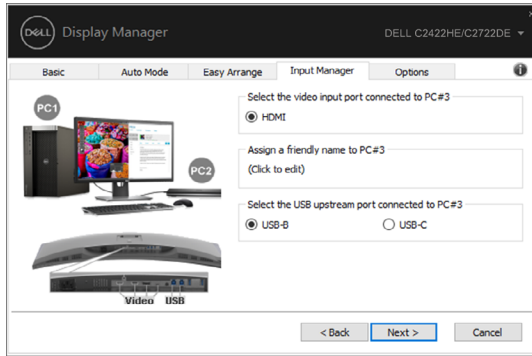 DELL Display Manager
DELL C2422HE/C2722DE
Basic Auto Mode Easy Arrange Input Manager Options
PC1
PC2
Video USB
Select the video input port connected to PC#3
HDMI
Assign a friendly name to PC#3
(Click to edit)
Select the USB upstream port connected to PC#3
USB-B USB-C
< Back Next > Cancel